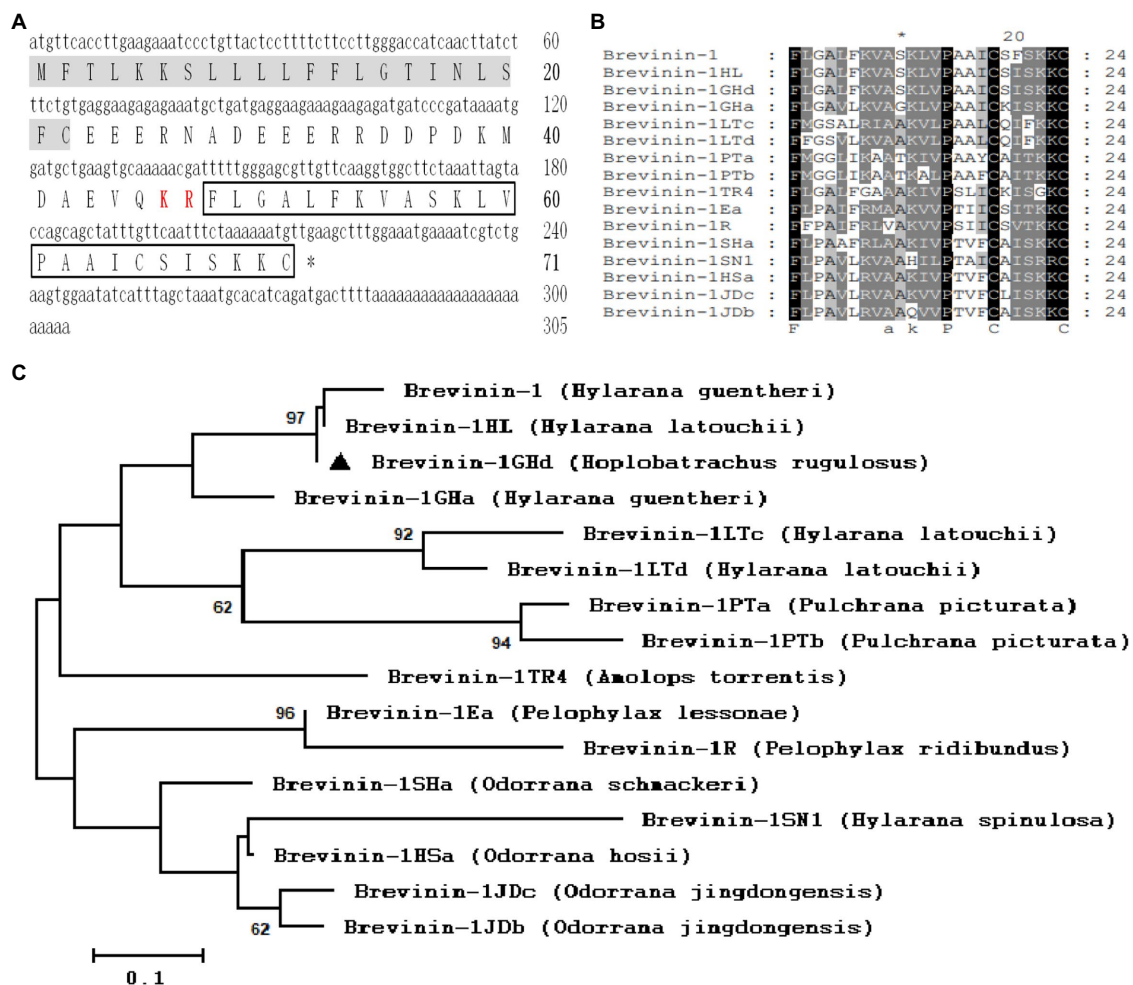 A
atgttcaccttgaagaaatccctgttactccttttcttccttgggaccatcaacttatct 60
M F T L K K S L L L L F F L G T I N L S 20
ttctgtgaggaagagagaaatgctgatgaggaagaaagaagagatgatcccgataaaatg 120
F C E E E R N A D E E E R R D D P D K M 40
gatgctgaagtgcaaaaacgatttttgggagcgttgttcaaggtggcttctaaattagta 180
D A E V Q K R F L G A L F K V A S K L V 60
ccagcagctatttgttcaatttctaaaaaatgttgaagctttggaaatgaaaatcgtctg 240
P A A I C S I S K K C * 71
aagtggaatatcatttagctaaatgcacatcagatgacttttaaaaaaaaaaaaaaaaaa 300
aaaaa 305
B
* 20
Brevinin-1 : FLGALFKVASKLVPAAICSFSKKC : 24
Brevinin-1HL : FLGALFKVASKLVPAAICSISKKC : 24
Brevinin-1GHd : FLGALFKVASKLVPAAICSISKKC : 24
Brevinin-1GHa : FLGAVLKVAGKLVPAAICKISKKC : 24
Brevinin-1LTc : FMGSALRIAAKVLPAALCQIFKKC : 24
Brevinin-1LTd : FFGSVLKVAAKVLPAALCQIFKKC : 24
Brevinin-1PTa : FMGGLIKAATKIVPAAYCAITKKC : 24
Brevinin-1PTb : FMGGLIKAATKALPAAFCAITKKC : 24
Brevinin-1TR4 : FLGALFGAAAKIVPSLICKISGKC : 24
Brevinin-1Ea : FLPAIFRMAAKVVPTIICSVTKKC : 24
Brevinin-1R : FFPAIFRLVAKVVPSIICSVTKKC : 24
Brevinin-1SHa : FLPAAFRLAAKIVPTVFCAISKKC : 24
Brevinin-1SN1 : FLPAVLKVAAHILPTAICAISRRC : 24
Brevinin-1HSa : FLPAVLRVAAKIVPTVFCAISKKC : 24
Brevinin-1JDc : FLPAVLRVAAKVVPTVFCLISKKC : 24
Brevinin-1JDb : FLPAVLRVAAQVVPTVFCAISKKC : 24
F a k P C C
C
Brevinin-1 (Hylarana guentheri)
97
Brevinin-1HL (Hylarana latouchii)
Brevinin-1GHd (Hoplobatrachus rugulosus)
Brevinin-1GHa (Hylarana guentheri)
92 Brevinin-1LTc (Hylarana latouchii)
Brevinin-1LTd (Hylarana latouchii)
62
Brevinin-1PTa (Pulchrana picturata)
94 Brevinin-1PTb (Pulchrana picturata)
Brevinin-1TR4 (Amolops torrentis)
96 Brevinin-1Ea (Pelophylax lessonae)
Brevinin-1R (Pelophylax ridibundus)
Brevinin-1SHa (Odorrana schmackeri)
Brevinin-1SN1 (Hylarana spinulosa)
Brevinin-1HSa (Odorrana hosii)
Brevinin-1JDc (Odorrana jingdongensis)
62 Brevinin-1JDb (Odorrana jingdongensis)
0.1